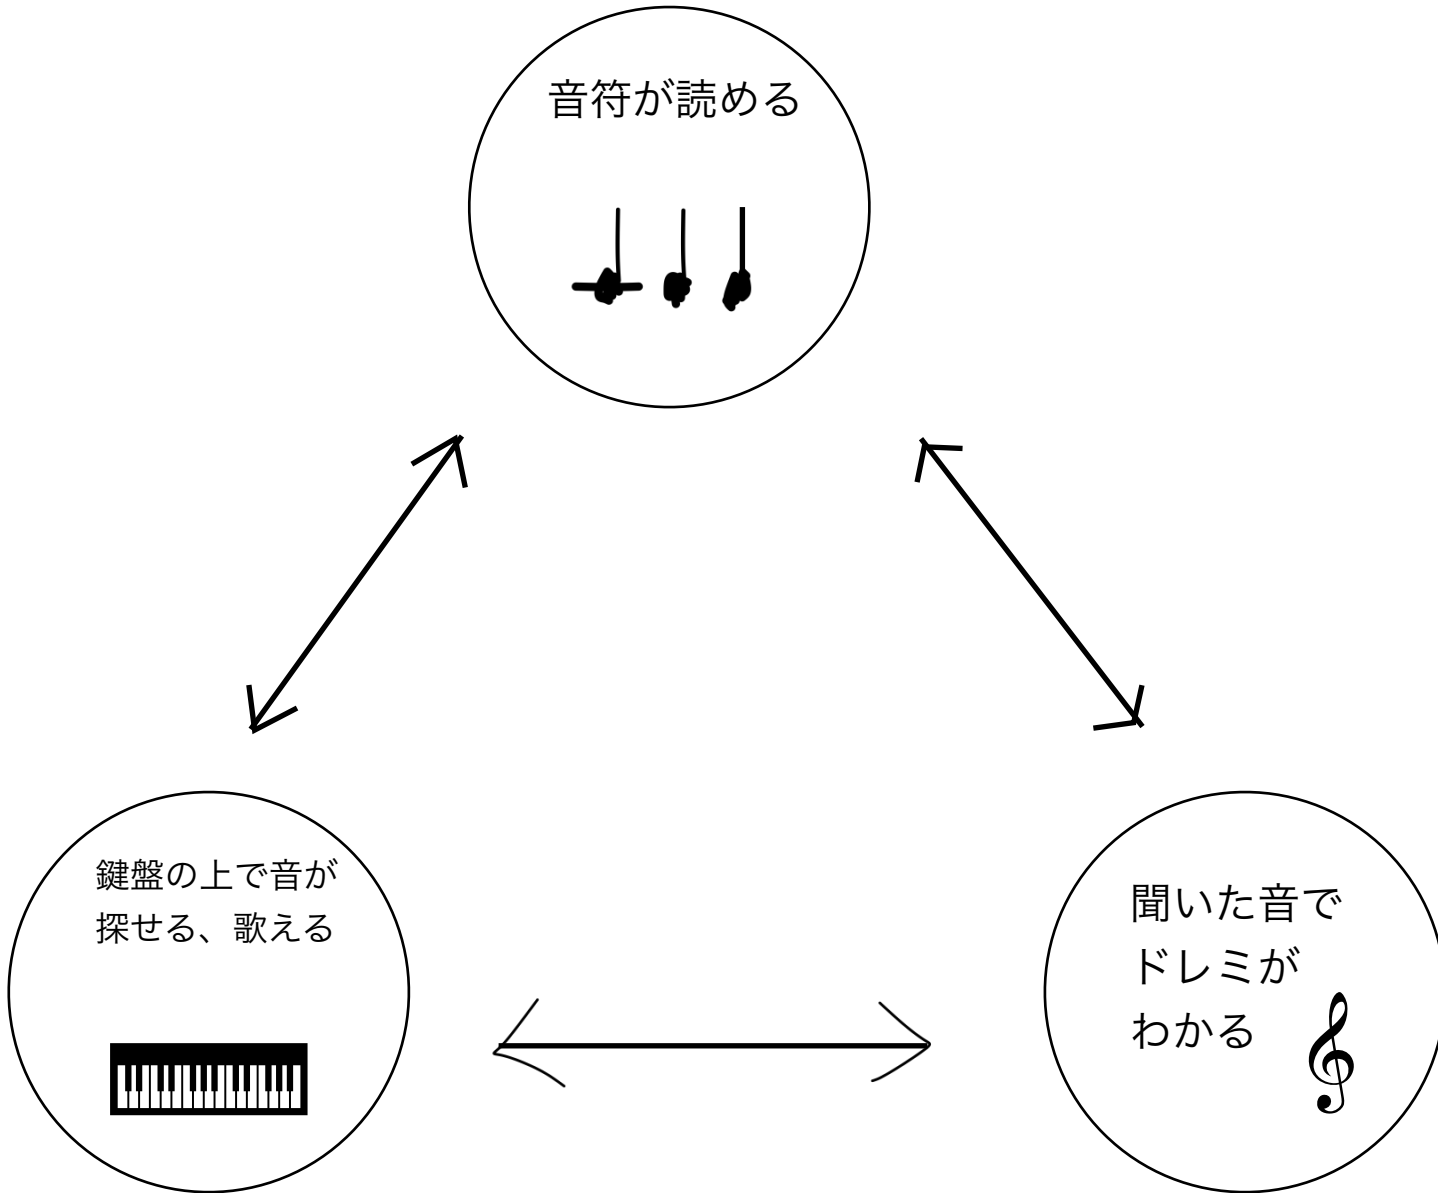 音符が読める
鍵盤の上で音が
探せる、歌える
聞いた音で
ドレミが
わかる